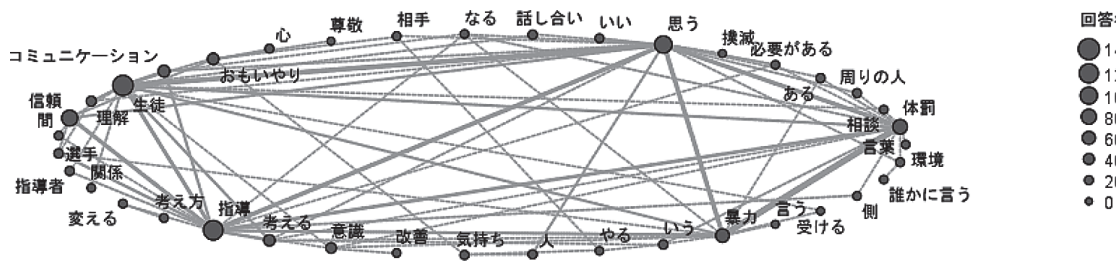 心
尊敬
相手
なる
話し合い
いい
思う
撲滅
必要がある
周りの人
ある
体罰
相談
言葉
環境
誰かに言う
側
言う
受ける
暴力
いう
やる
人
気持ち
改善
意識
考える
指導
考え方
変える
関係
指導者
選手
間
理解
信頼
生徒
おもいやり
コミュニケーション